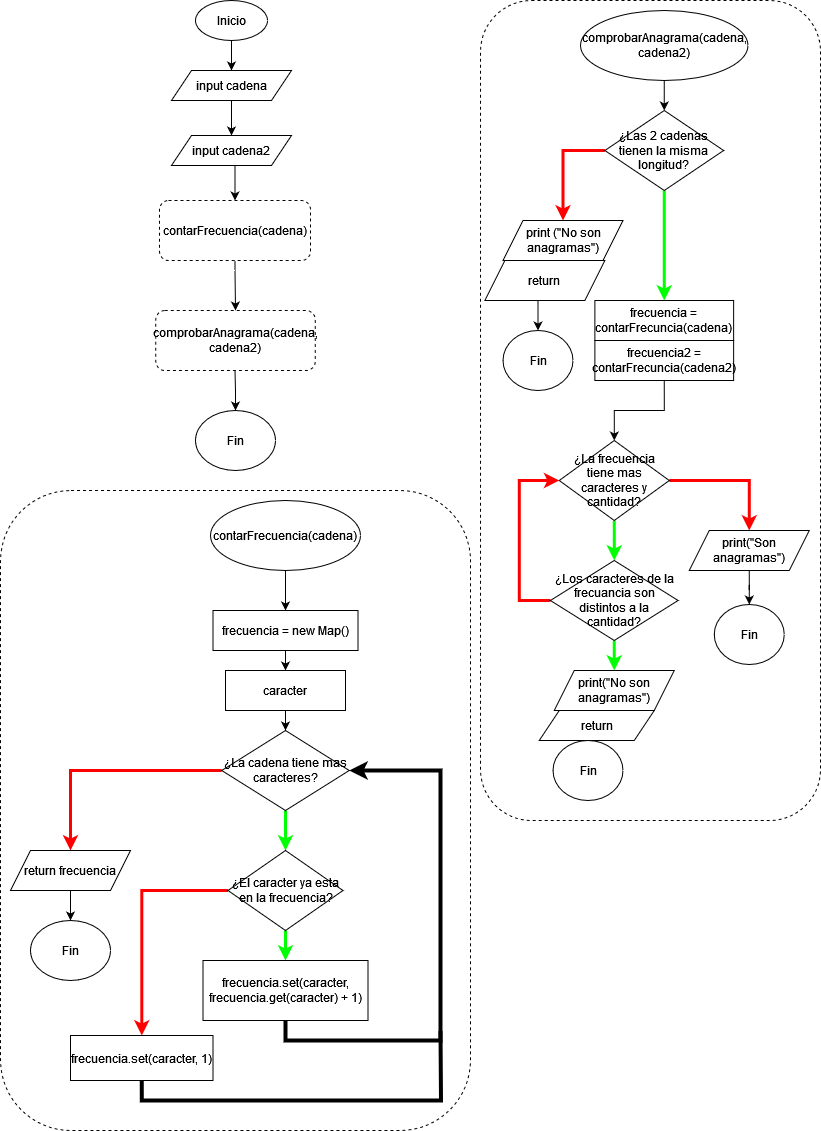 Inicio
input cadena
input cadena2
contarFrecuencia(cadena)
comprobarAnagrama(cadena,
cadena2)
Fin
comprobarAnagrama(cadena,
cadena2)
¿Las 2 cadenas
tienen la misma
longitud?
print ("No son
anagramas")
return
Fin
frecuencia =
contarFrecuncia(cadena)
frecuencia2 =
contarFrecuncia(cadena2)
¿La frecuencia
tiene mas
caracteres y
cantidad?
print("Son
anagramas")
Fin
¿Los caracteres de la
frecuancia son
distintos a la
cantidad?
print("No son
anagramas")
return
Fin
contarFrecuencia(cadena)
frecuencia = new Map()
caracter
¿La cadena tiene mas
caracteres?
return frecuencia
Fin
¿El caracter ya esta
en la frecuencia?
frecuencia.set(caracter,
frecuencia.get(caracter) + 1)
frecuencia.set(caracter, 1)